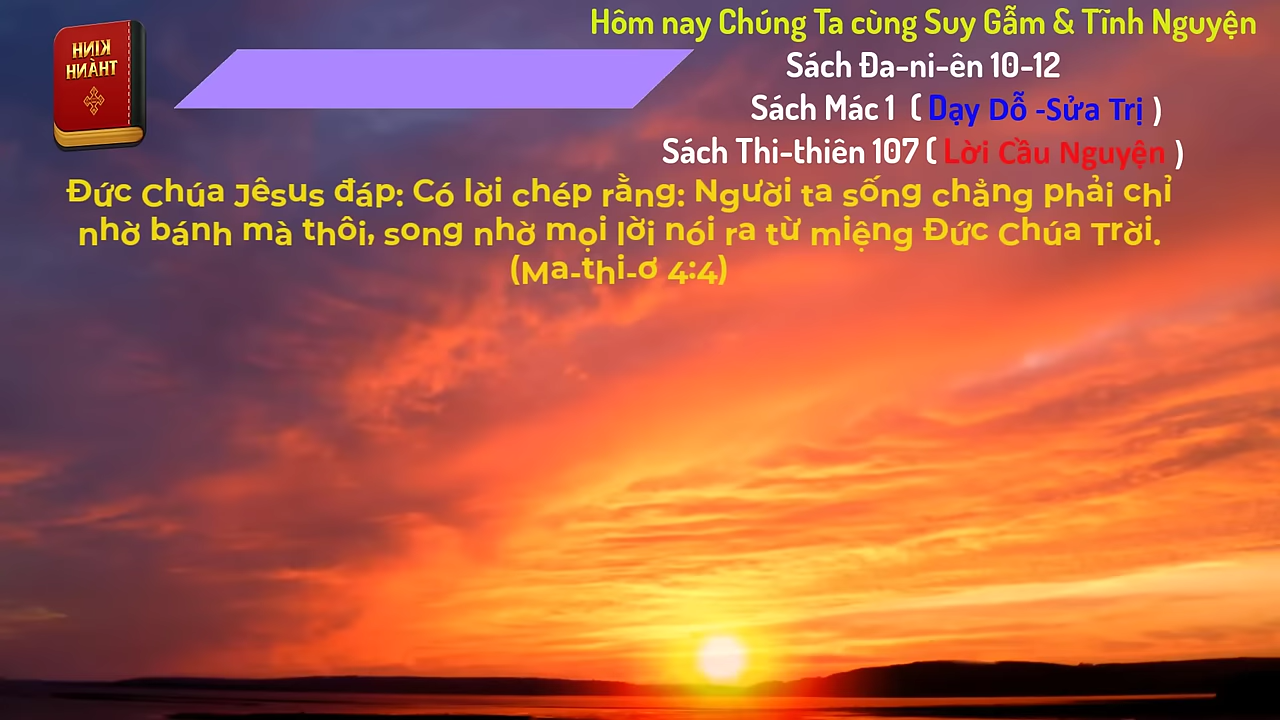 KINH
THÀNH
Hôm nay Chúng Ta cùng Suy Gẫm & Tĩnh Nguyện
Sách Đa-ni-ên 10-12
Sách Mác 1 ( Dạy Dỗ -Sửa Trị )
Sách Thi-thiên 107 ( Lời Cầu Nguyện )
Đức Chúa Jêsus đáp: Có lời chép rằng: Người ta sống chẳng phải chỉ
nhờ bánh mà thôi, song nhờ mọi lời nói ra từ miệng Đức Chúa Trời.
(Ma-thi-ơ 4:4)